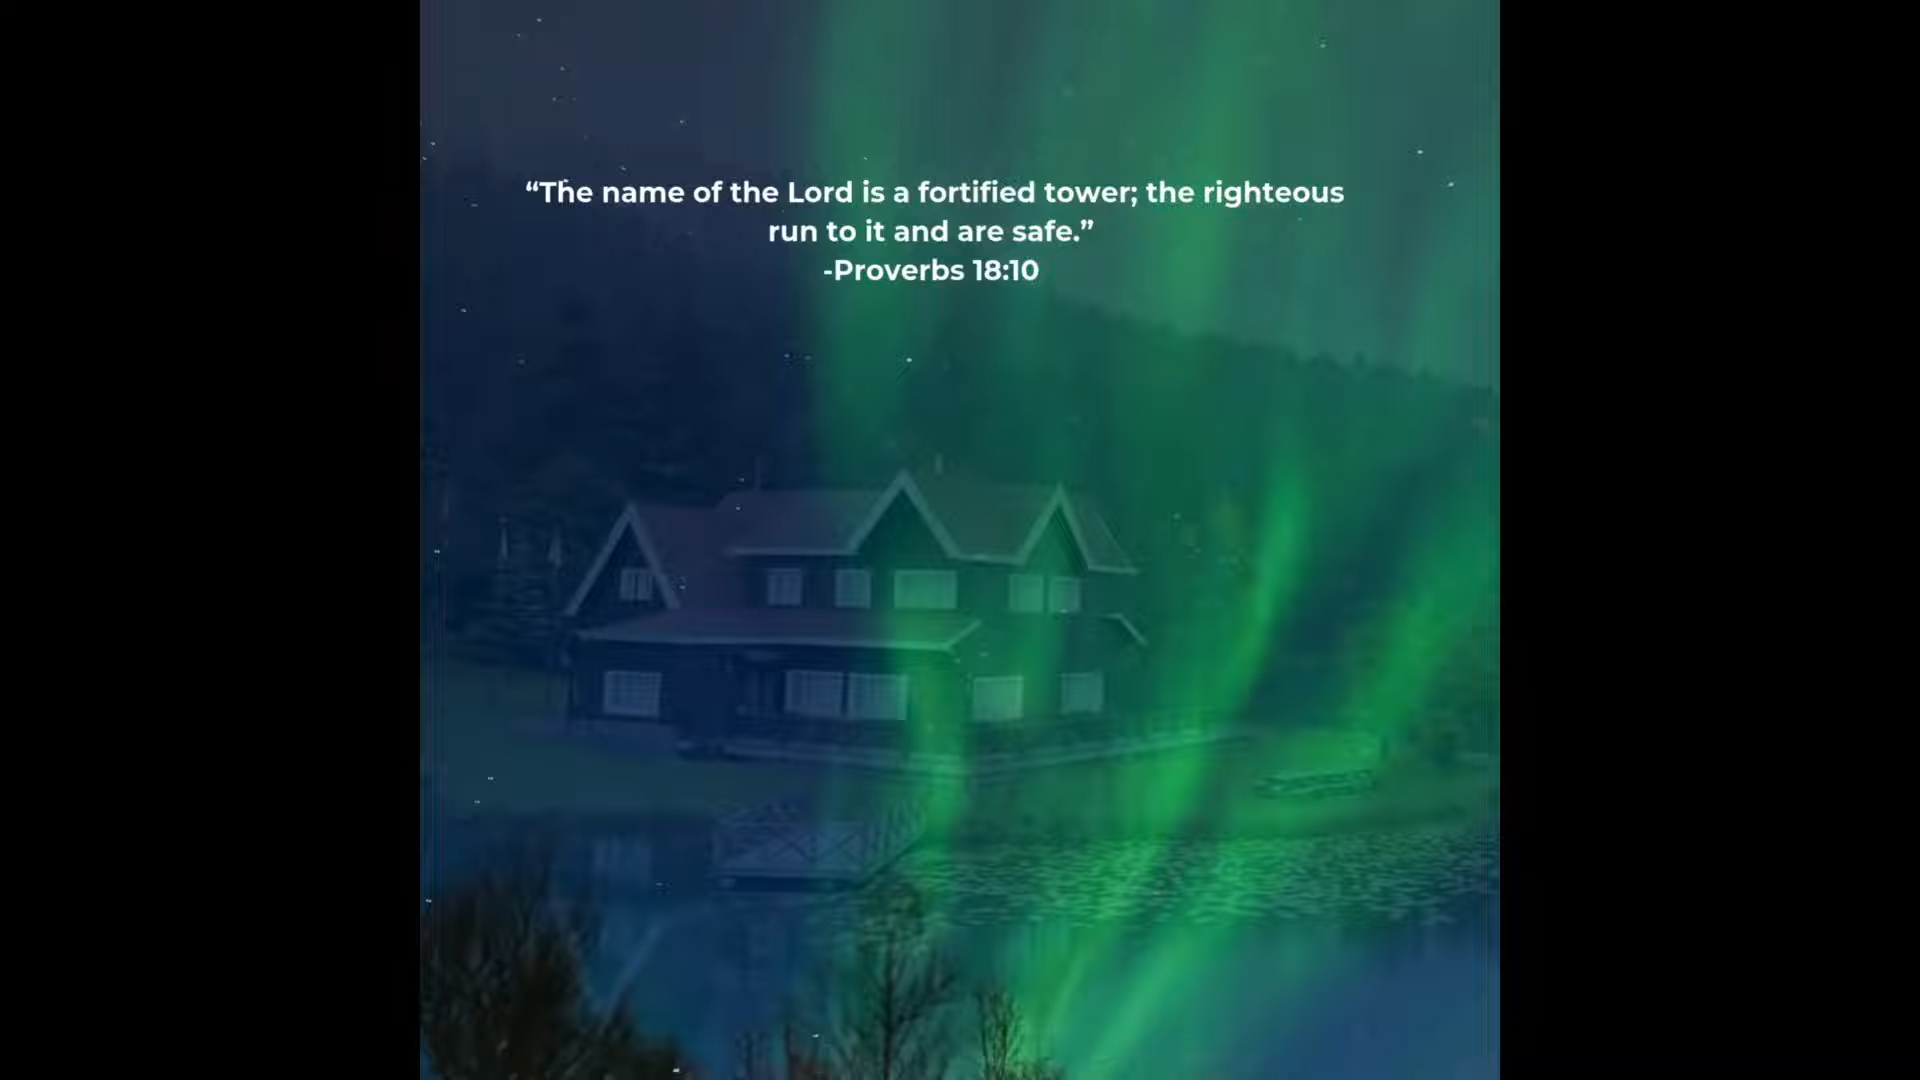 “The name of the Lord is a fortified tower; the righteous
run to it and are safe.”
-Proverbs 18:10